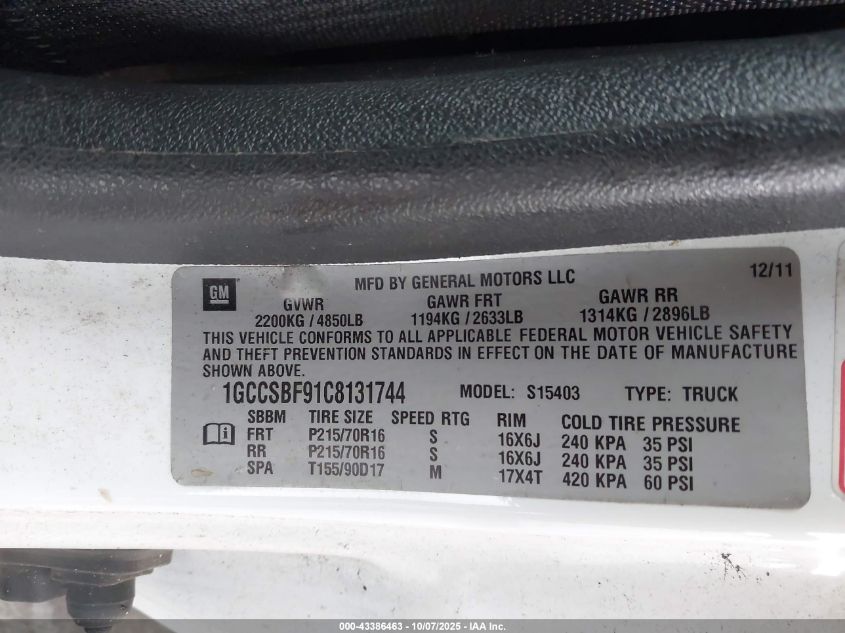 GM
MFD BY GENERAL MOTORS LLC
12/11
GVWR GAWR FRT GAWR RR
2200KG / 4850LB 1194KG / 2633LB 1314KG / 2896LB
THIS VEHICLE CONFORMS TO ALL APPLICABLE FEDERAL MOTOR VEHICLE SAFETY
AND THEFT PREVENTION STANDARDS IN EFFECT ON THE DATE OF MANUFACTURE
SHOWN ABOVE.
1GCCSBF91C8131744 MODEL: S15403 TYPE: TRUCK
SBBM TIRE SIZE SPEED RTG RIM COLD TIRE PRESSURE
FRT P215/70R16 S 16X6J 240 KPA 35 PSI
RR P215/70R16 S 16X6J 240 KPA 35 PSI
SPA T155/90D17 M 17X4T 420 KPA 60 PSI
000-43386463 - 10/07/2025 - IAA Inc.